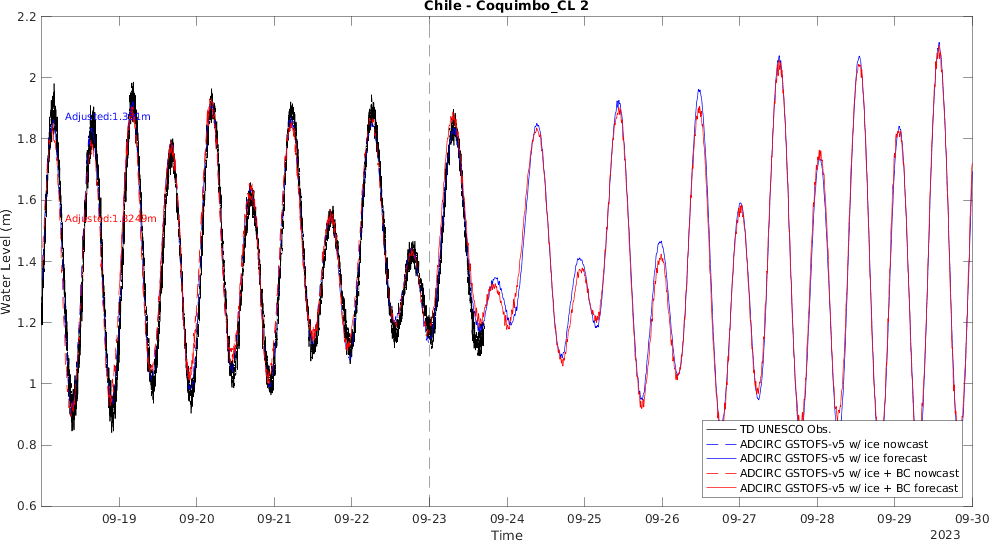 Chile - Coquimbo_CL 2
2.2
2
1.8
1.6
1.4
1.2
1
0.8
0.6
Water Level (m)
Adjusted:1.8249m
TD UNESCO Obs.
ADCIRC GSTOFS-v5 w/ ice nowcast
ADCIRC GSTOFS-v5 w/ ice forecast
ADCIRC GSTOFS-v5 w/ ice + BC nowcast
ADCIRC GSTOFS-v5 w/ ice + BC forecast
09-19 09-20 09-21 09-22 09-23 09-24 09-25 09-26 09-27 09-28 09-29 09-30
Time
2023